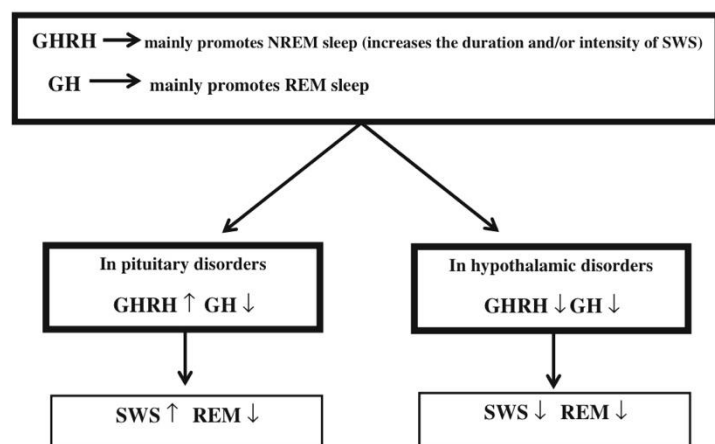 GHRH → mainly promotes NREM sleep (increases the duration and/or intensity of SWS)
GH → mainly promotes REM sleep
In pituitary disorders
GHRH ↑ GH ↓
In hypothalamic disorders
GHRH ↓ GH ↓
SWS ↑ REM ↓
SWS ↓ REM ↓